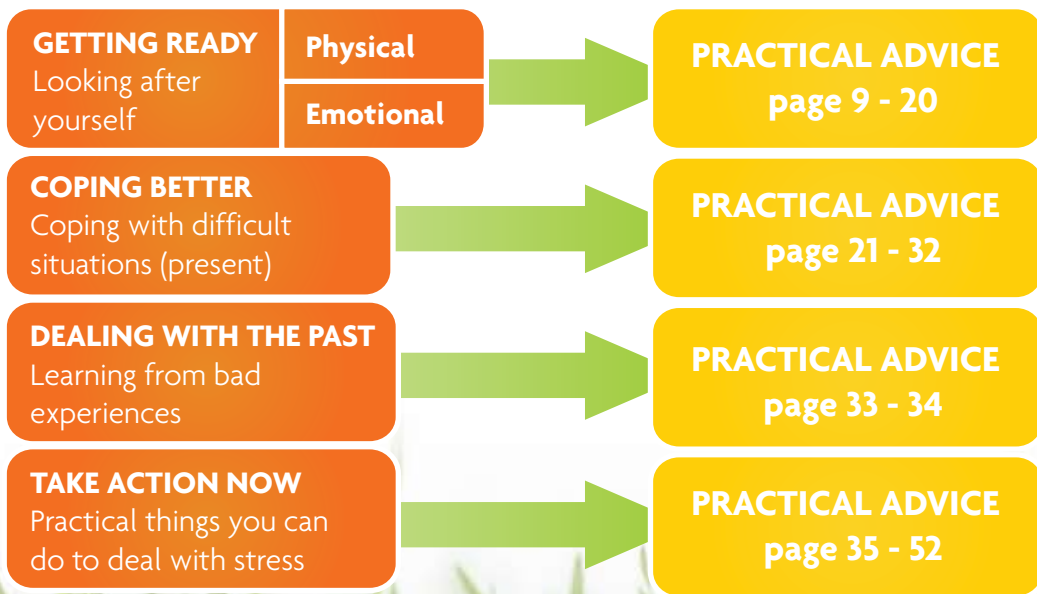 GETTING READY
Looking after
yourself
Physical
Emotional
PRACTICAL ADVICE
page 9 - 20
COPING BETTER
Coping with difficult
situations (present)
PRACTICAL ADVICE
page 21 - 32
DEALING WITH THE PAST
Learning from bad
experiences
PRACTICAL ADVICE
page 33 - 34
TAKE ACTION NOW
Practical things you can
do to deal with stress
PRACTICAL ADVICE
page 35 - 52